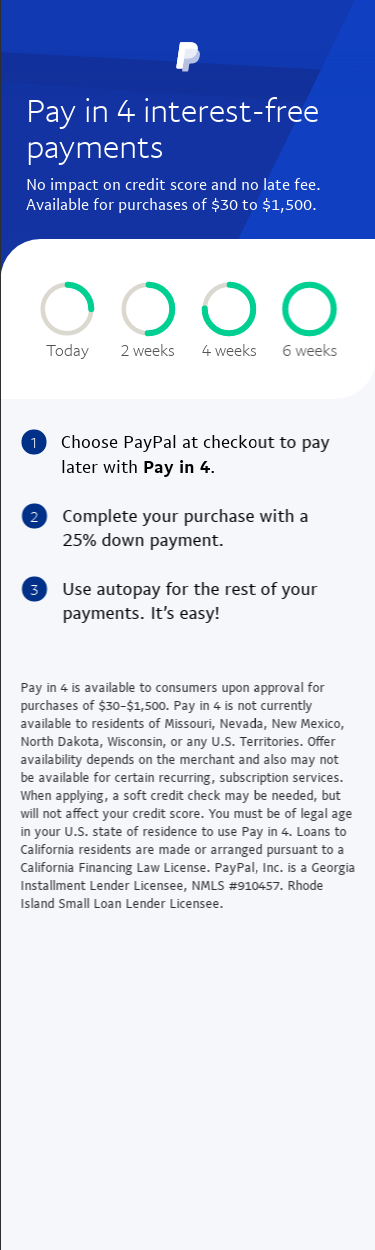 Pay in 4 interest-free
payments
No impact on credit score and no late fee.
Available for purchases of $30 to $1,500.
Today
2 weeks
4 weeks
6 weeks
1
Choose PayPal at checkout to pay
later with Pay in 4.
2
Complete your purchase with a
25% down payment.
3
Use autopay for the rest of your
payments. It's easy!
Pay in 4 is available to consumers upon approval for
purchases of $30-$1,500. Pay in 4 is not currently
available to residents of Missouri, Nevada, New Mexico,
North Dakota, Wisconsin, or any U.S. Territories. Offer
availability depends on the merchant and also may not
be available for certain recurring, subscription services.
When applying, a soft credit check may be needed, but
will not affect your credit score. You must be of legal age
in your U.S. state of residence to use Pay in 4. Loans to
California residents are made or arranged pursuant to a
California Financing Law License. PayPal, Inc. is a Georgia
Installment Lender Licensee, NMLS #910457. Rhode
Island Small Loan Lender Licensee.